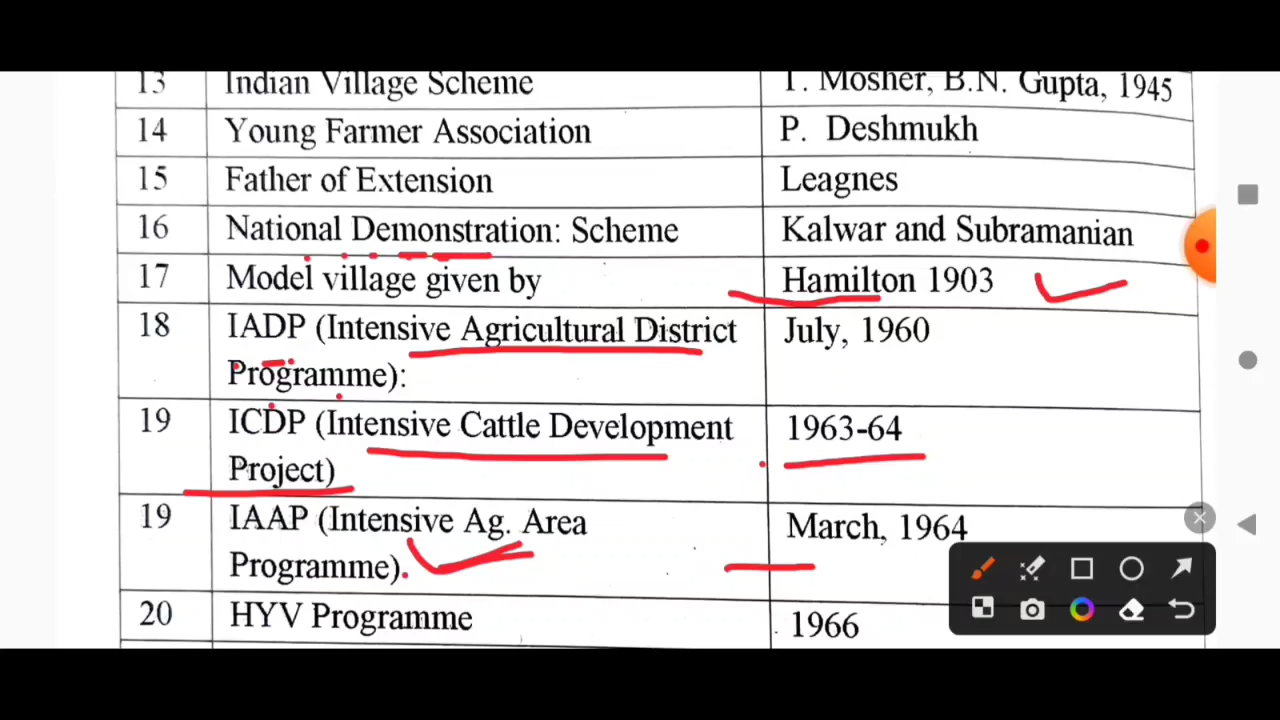 13 Indian Village Scheme T. Mosher, B.N. Gupta, 1945
14 Young Farmer Association P. Deshmukh
15 Father of Extension Leagnes
16 National Demonstration: Scheme Kalwar and Subramanian
17 Model village given by Hamilton 1903
18 IADP (Intensive Agricultural District July, 1960
Programme):
19 ICDP (Intensive Cattle Development 1963-64
Project)
19 IAAP (Intensive Ag. Area March, 1964
Programme).
20 HYV Programme 1966